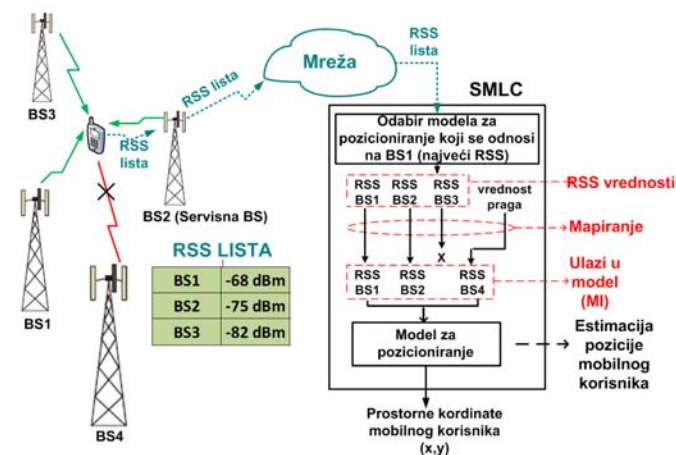 BS3
RSS
lista
RSS lista
Mreža
RSS
lista
BS2 (Servisna BS)
BS1
BS4
RSS LISTA
BS1 -68 dBm
BS2 -75 dBm
BS3 -82 dBm
SMLC
Odabir modela za
pozicioniranje koji se odnosi
na BS1 (najveći RSS)
RSS RSS RSS
BS1 BS2 BS3
vrednost
praga
RSS vrednosti
Mapiranje
X
RSS RSS RSS
BS1 BS2 BS4
Ulazi u
model
(MI)
Model za
pozicioniranje
Estimacija
pozicije
mobilnog
korisnika
Prostorne kordinate
mobilnog korisnika
(x,y)